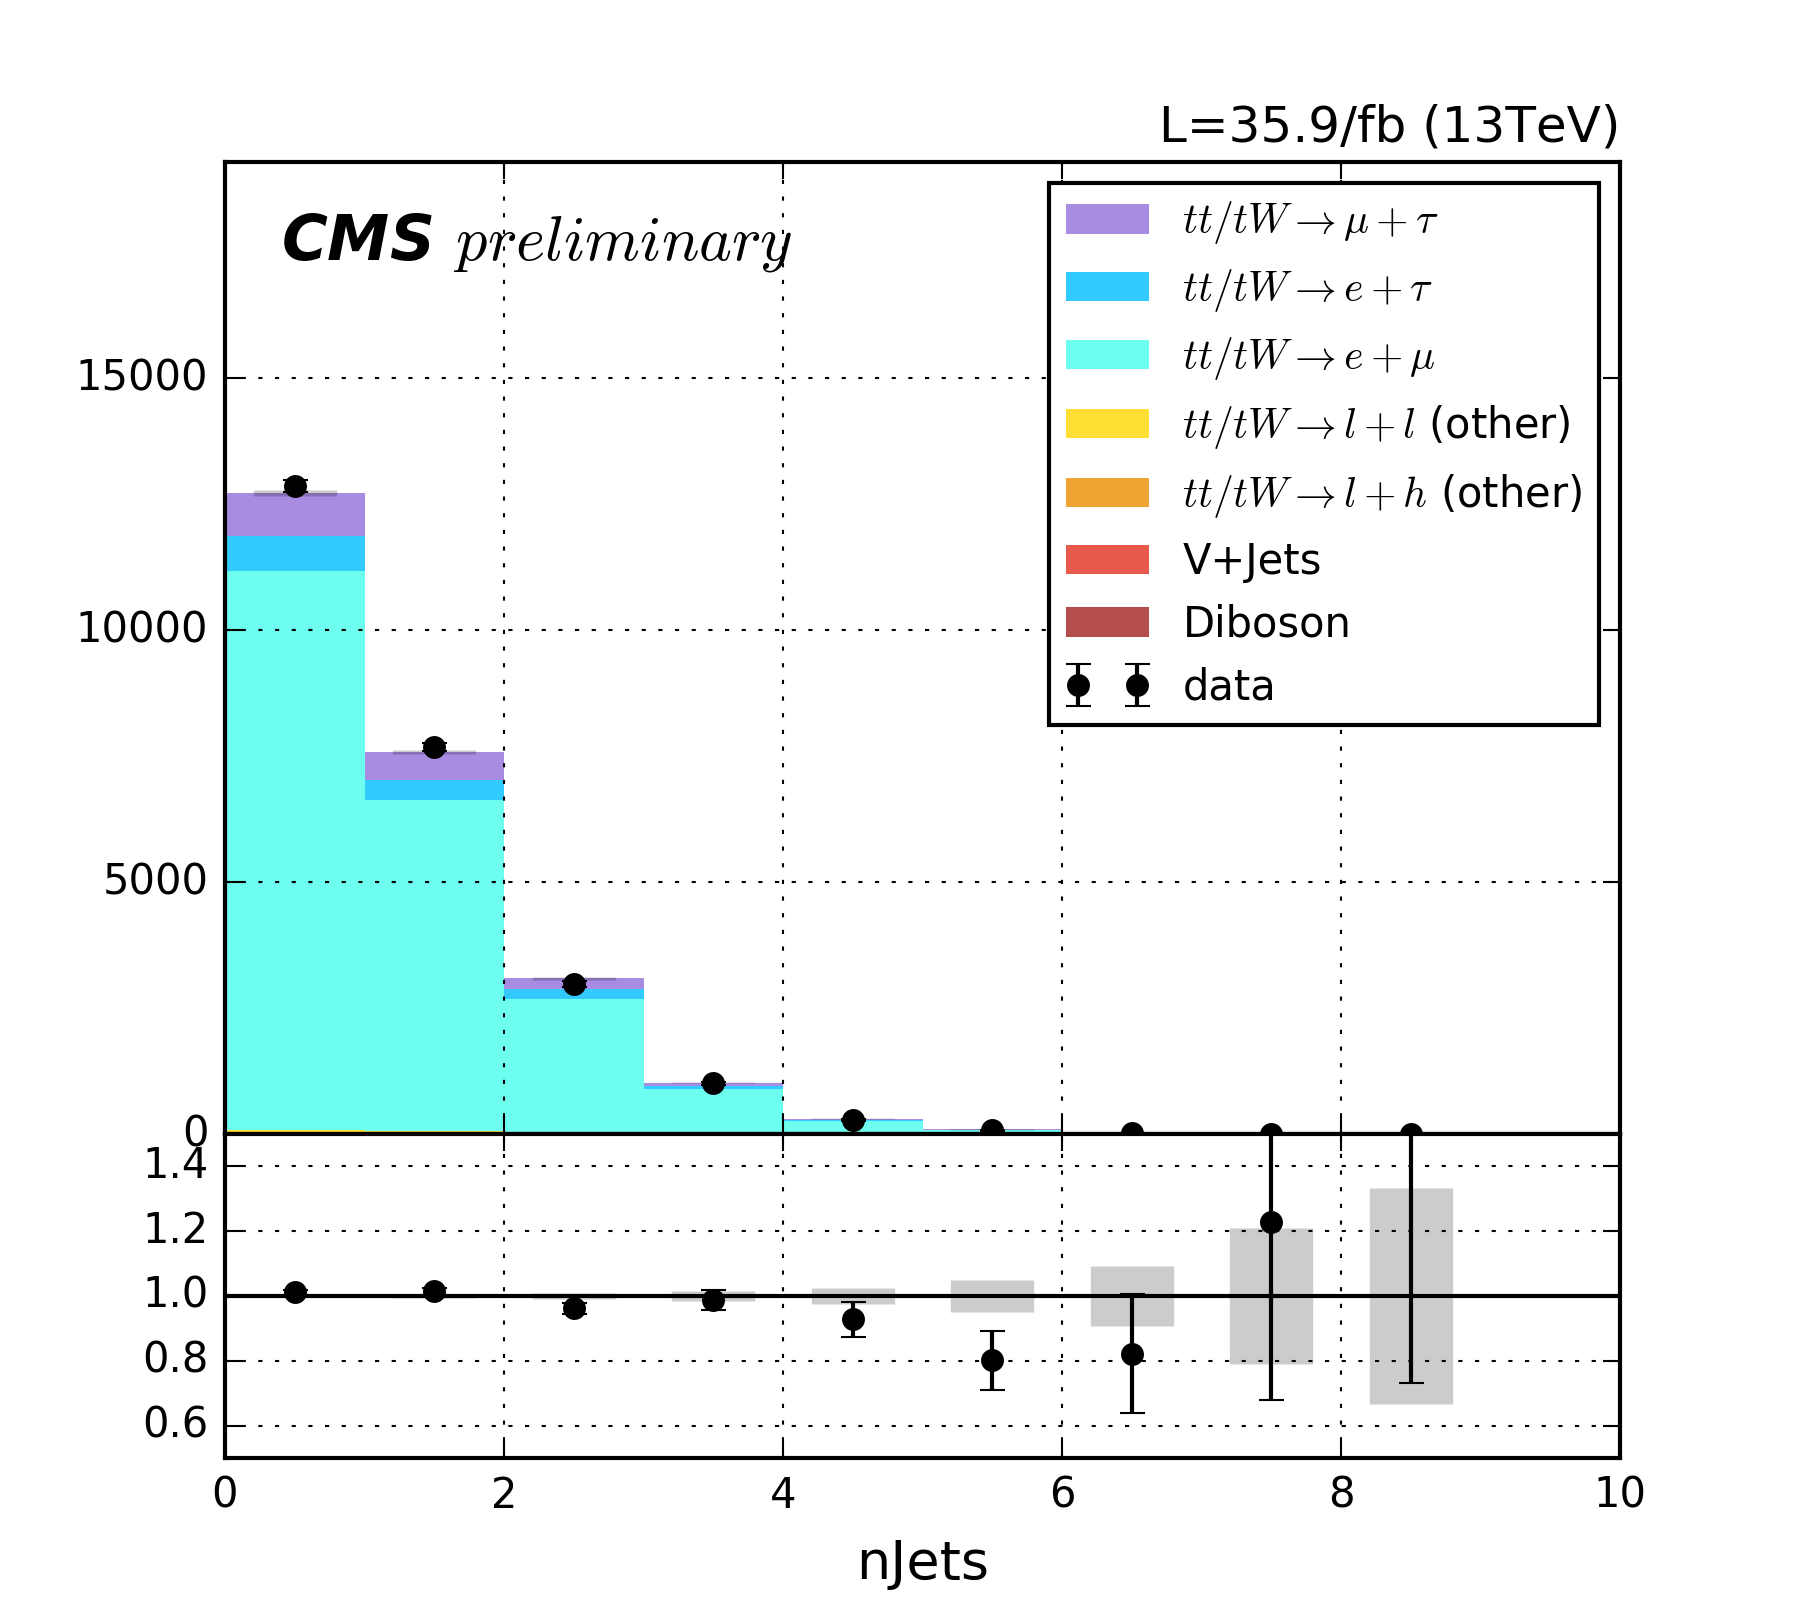 L=35.9/fb (13TeV)
CMS preliminary
tt/tW→μ+τ
tt/tW→e+τ
tt/tW→e+μ
tt/tW→l+l (other)
tt/tW→l+h (other)
V+Jets
Diboson
data
15000
10000
5000
0
1.4
1.2
1.0
0.8
0.6
0 2 4 6 8 10
nJets